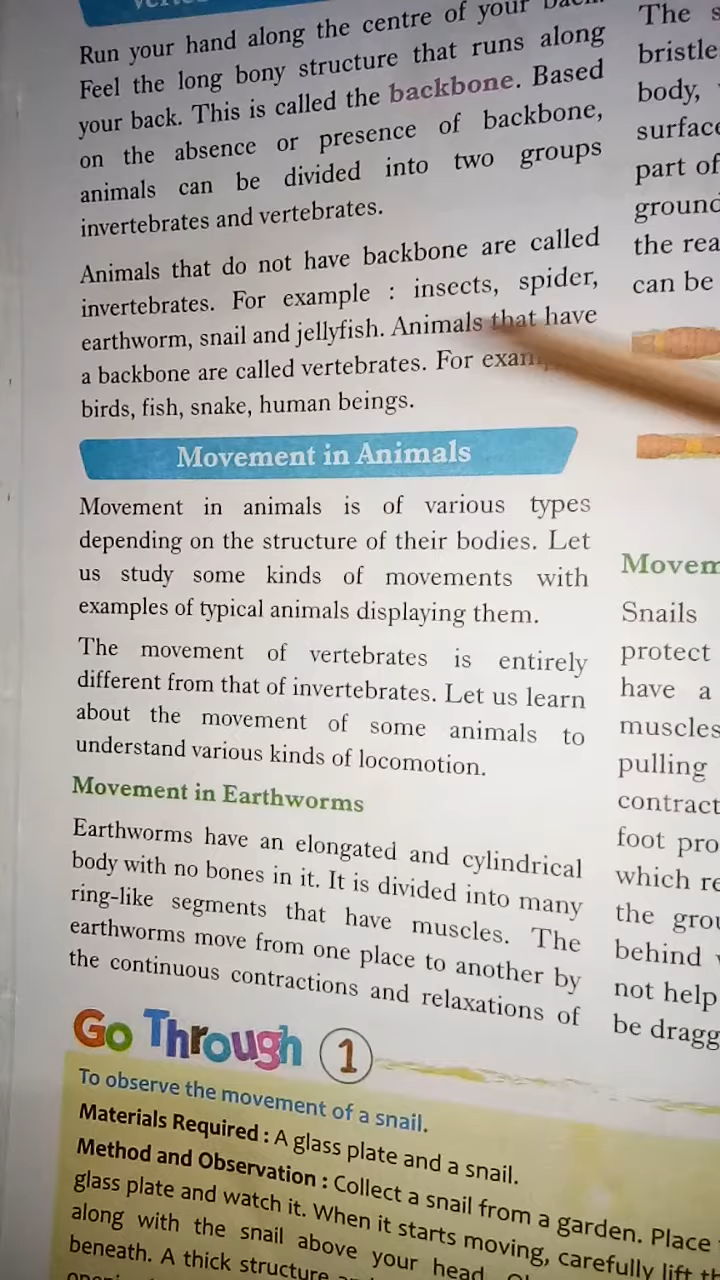 Run your hand along the centre of your
Feel the long bony structure that runs along
your back. This is called the backbone. Based
on the absence or presence of backbone,
animals can be divided into two groups
invertebrates and vertebrates.
Animals that do not have backbone are called
invertebrates. For example : insects, spider,
earthworm, snail and jellyfish. Animals that have
a backbone are called vertebrates. For
birds, fish, snake, human beings.
Movement in Animals
Movement in animals is of various types
depending on the structure of their bodies. Let
us study some kinds of movements with
examples of typical animals displaying them.
The movement of vertebrates is entirely
different from that of invertebrates. Let us learn
about the movement of some animals to
understand various kinds of locomotion.
Movement in Earthworms
Earthworms have an elongated and cylindrical
body with no bones in it. It is divided into many
ring-like segments that have muscles. The
earthworms move from one place to another by
the continuous contractions and relaxations of
Go Through 1
To observe the movement of a snail.
Materials Required : A glass plate and a snail.
Method and Observation : Collect a snail from a garden. Place
glass plate and watch it. When it starts moving, carefully lift
along with the snail above your head.
beneath. A thick structure
The
bristle
body,
surface
part of
ground
the rea
can be
Movem
Snails
protect
have a
muscles
pulling
contract
foot pro
which re
the grou
behind
not help
be dragg